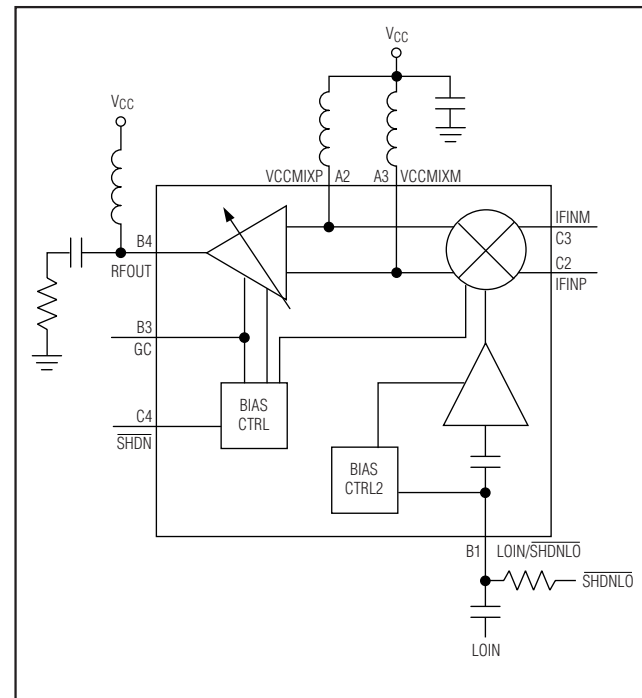 VCC
VCC
VCCMIXP A2 A3 VCCMIXM
B4
RFOUT
IFINM
C3
C2
IFINP
B3
GC
C4
SHDN
BIAS
CTRL
BIAS
CTRL2
B1 LOIN/SHDNLO
SHDNLO
LOIN